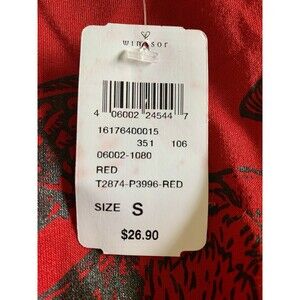 windsor
4 06002 24544 7
16176400015
351 106
06002-1080
RED
T2874-P3996-RED
SIZE S
$26.90